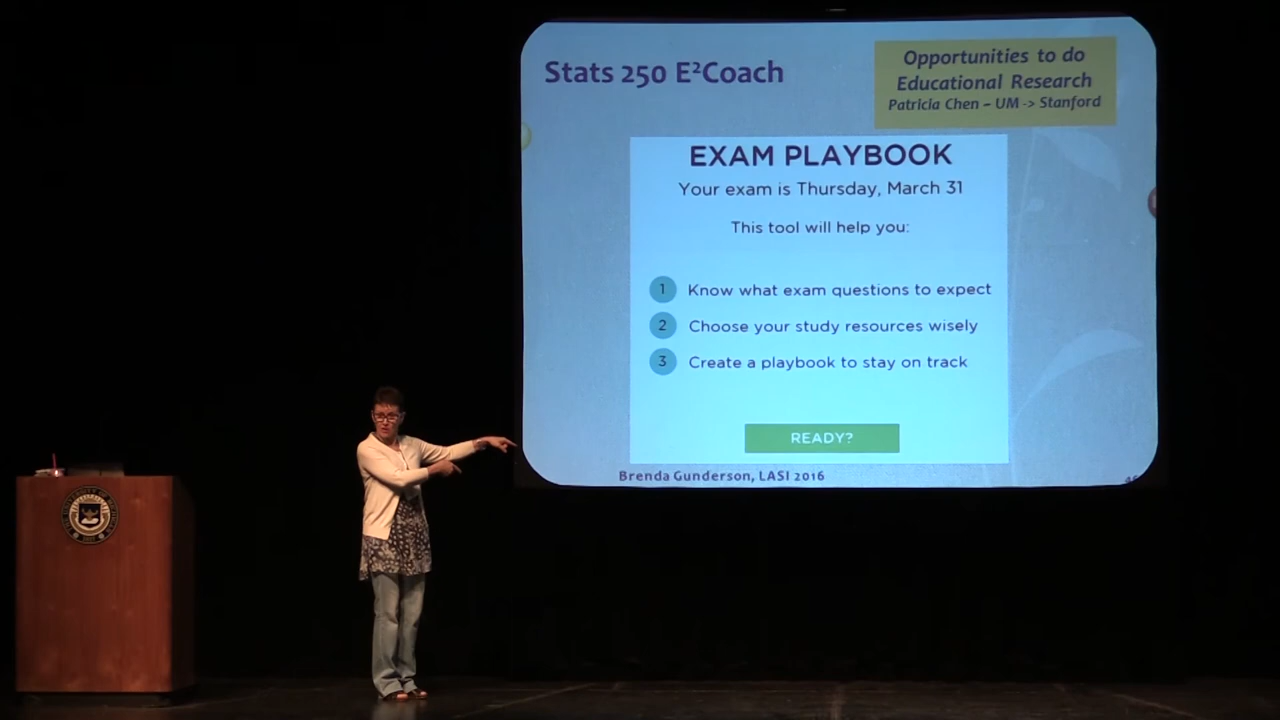 Stats 250 E²Coach
Opportunities to do
Educational Research
Patricia Chen – UM -> Stanford
EXAM PLAYBOOK
Your exam is Thursday, March 31
This tool will help you:
1 Know what exam questions to expect
2 Choose your study resources wisely
3 Create a playbook to stay on track
READY?
Brenda Gunderson, LASI 2016